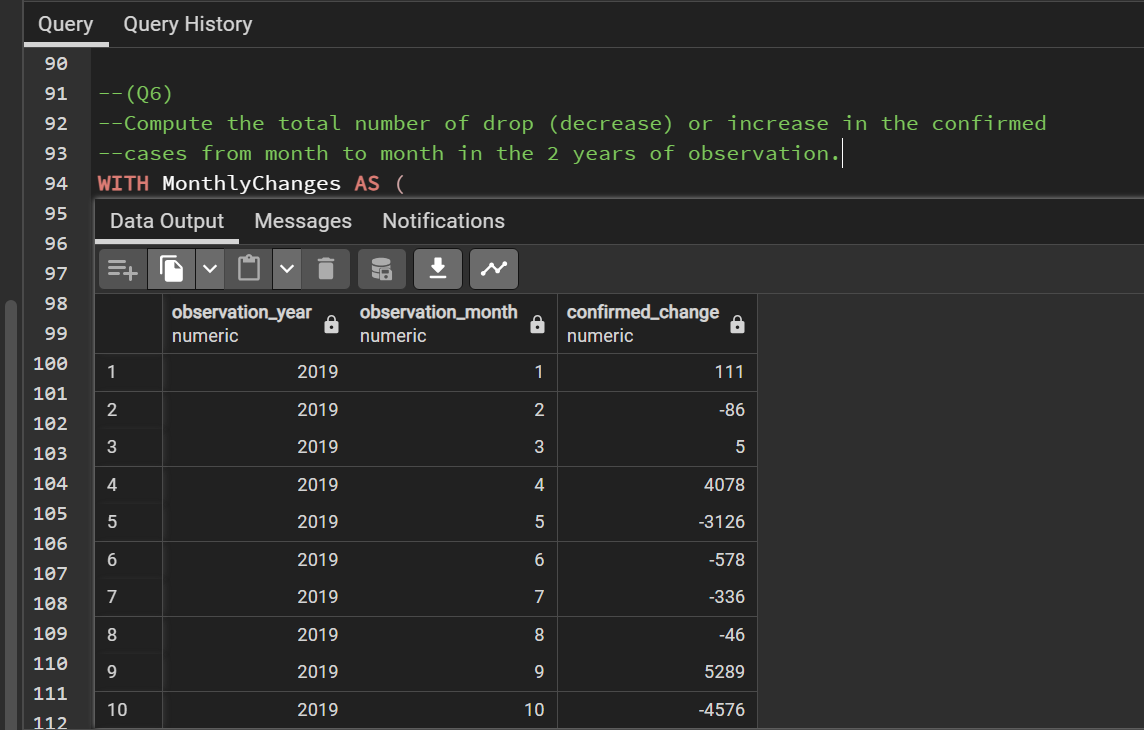 Query Query History
90
91 --(Q6)
92 --Compute the total number of drop (decrease) or increase in the confirmed
93 --cases from month to month in the 2 years of observation.
94 WITH MonthlyChanges AS (
95
96
97
98
99
100
101
102
103
104
105
106
107
108
109
110
111
112
Data Output Messages Notifications
observation_year observation_month confirmed_change
numeric numeric numeric
1 2019 1 111
2 2019 2 -86
3 2019 3 5
4 2019 4 4078
5 2019 5 -3126
6 2019 6 -578
7 2019 7 -336
8 2019 8 -46
9 2019 9 5289
10 2019 10 -4576